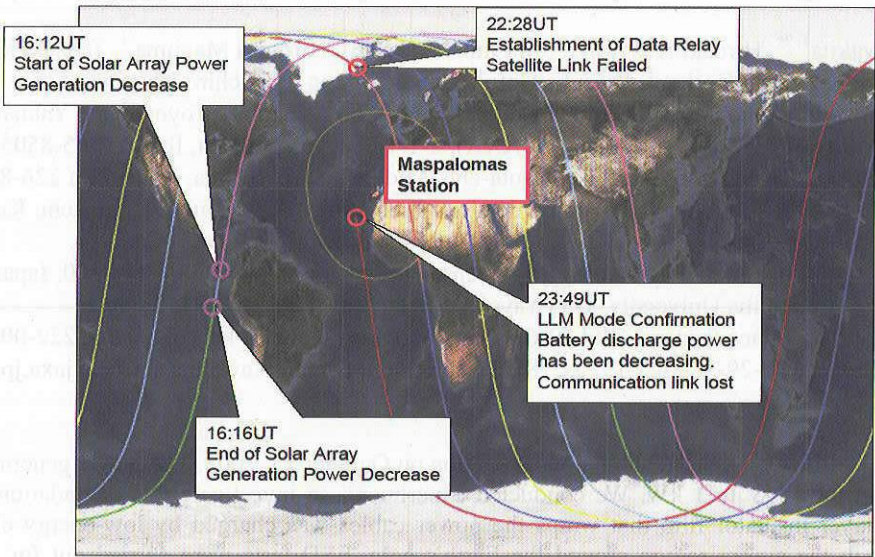 16:12UT
Start of Solar Array Power
Generation Decrease
22:28UT
Establishment of Data Relay
Satellite Link Failed
Maspalomas
Station
23:49UT
LLM Mode Confirmation
Battery discharge power
has been decreasing.
Communication link lost
16:16UT
End of Solar Array
Generation Power Decrease